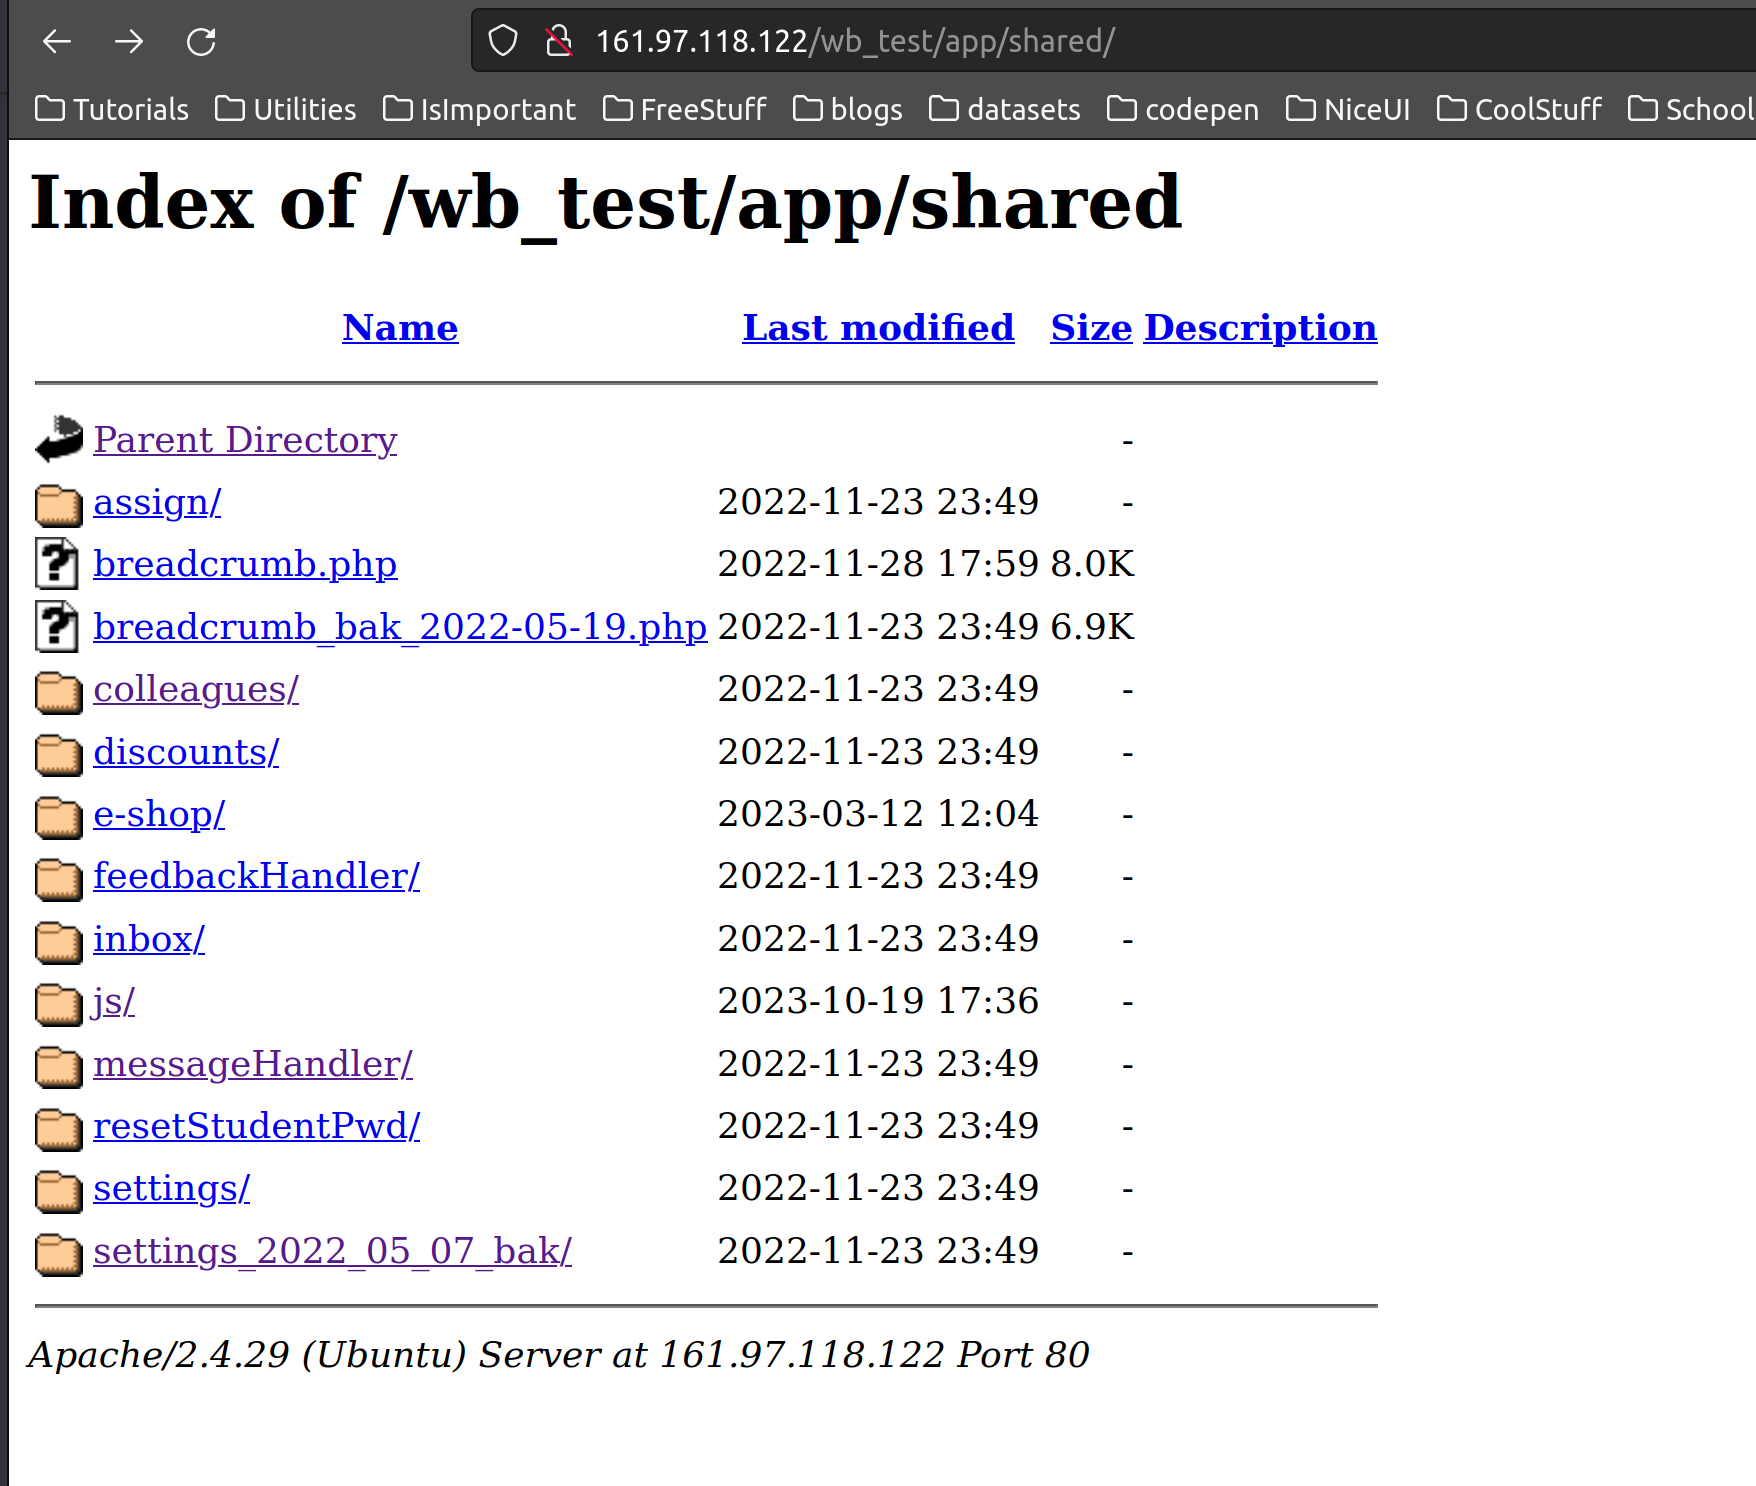 161.97.118.122/wb_test/app/shared/
Tutorials Utilities IsImportant FreeStuff blogs datasets codepen NiceUI CoolStuff School
Index of /wb_test/app/shared
Name Last modified Size Description
Parent Directory -
assign/ 2022-11-23 23:49 -
breadcrumb.php 2022-11-28 17:59 8.0K
breadcrumb_bak_2022-05-19.php 2022-11-23 23:49 6.9K
colleagues/ 2022-11-23 23:49 -
discounts/ 2022-11-23 23:49 -
e-shop/ 2023-03-12 12:04 -
feedbackHandler/ 2022-11-23 23:49 -
inbox/ 2022-11-23 23:49 -
js/ 2023-10-19 17:36 -
messageHandler/ 2022-11-23 23:49 -
resetStudentPwd/ 2022-11-23 23:49 -
settings/ 2022-11-23 23:49 -
settings_2022_05_07_bak/ 2022-11-23 23:49 -
Apache/2.4.29 (Ubuntu) Server at 161.97.118.122 Port 80